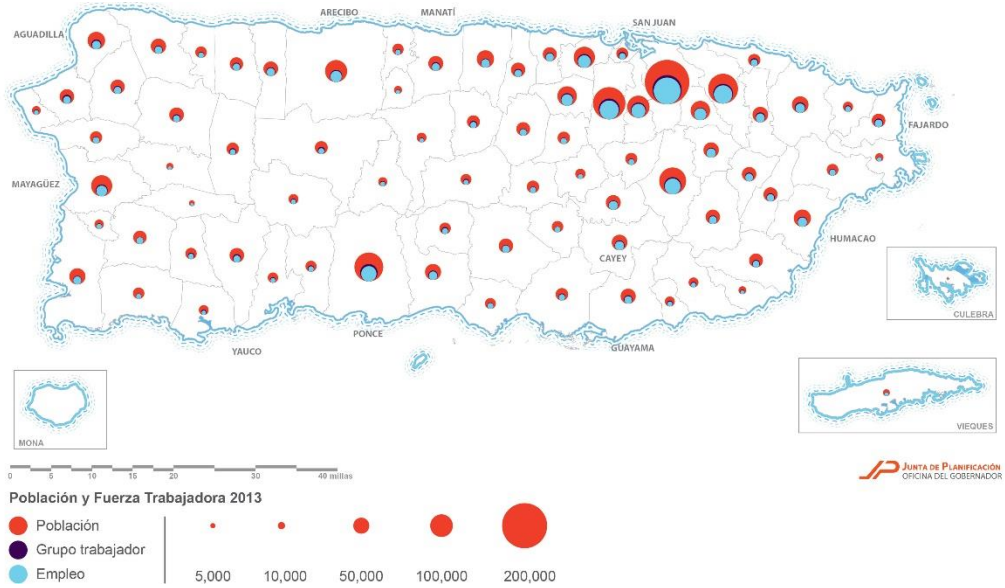 ARECIBO
MANATÍ
SAN JUAN
AGUADILLA
FAJARDO
MAYAGÜEZ
HUMACAO
CAYEY
CULEBRA
PONCE
GUAYAMA
YAUCO
VIEQUES
MONA
0 5 10 15 20 30 40 millas
JUNTA DE PLANIFICACIÓN
OFICINA DEL GOBERNADOR
Población y Fuerza Trabajadora 2013
Población
Grupo trabajador
Empleo
5,000 10,000 50,000 100,000 200,000